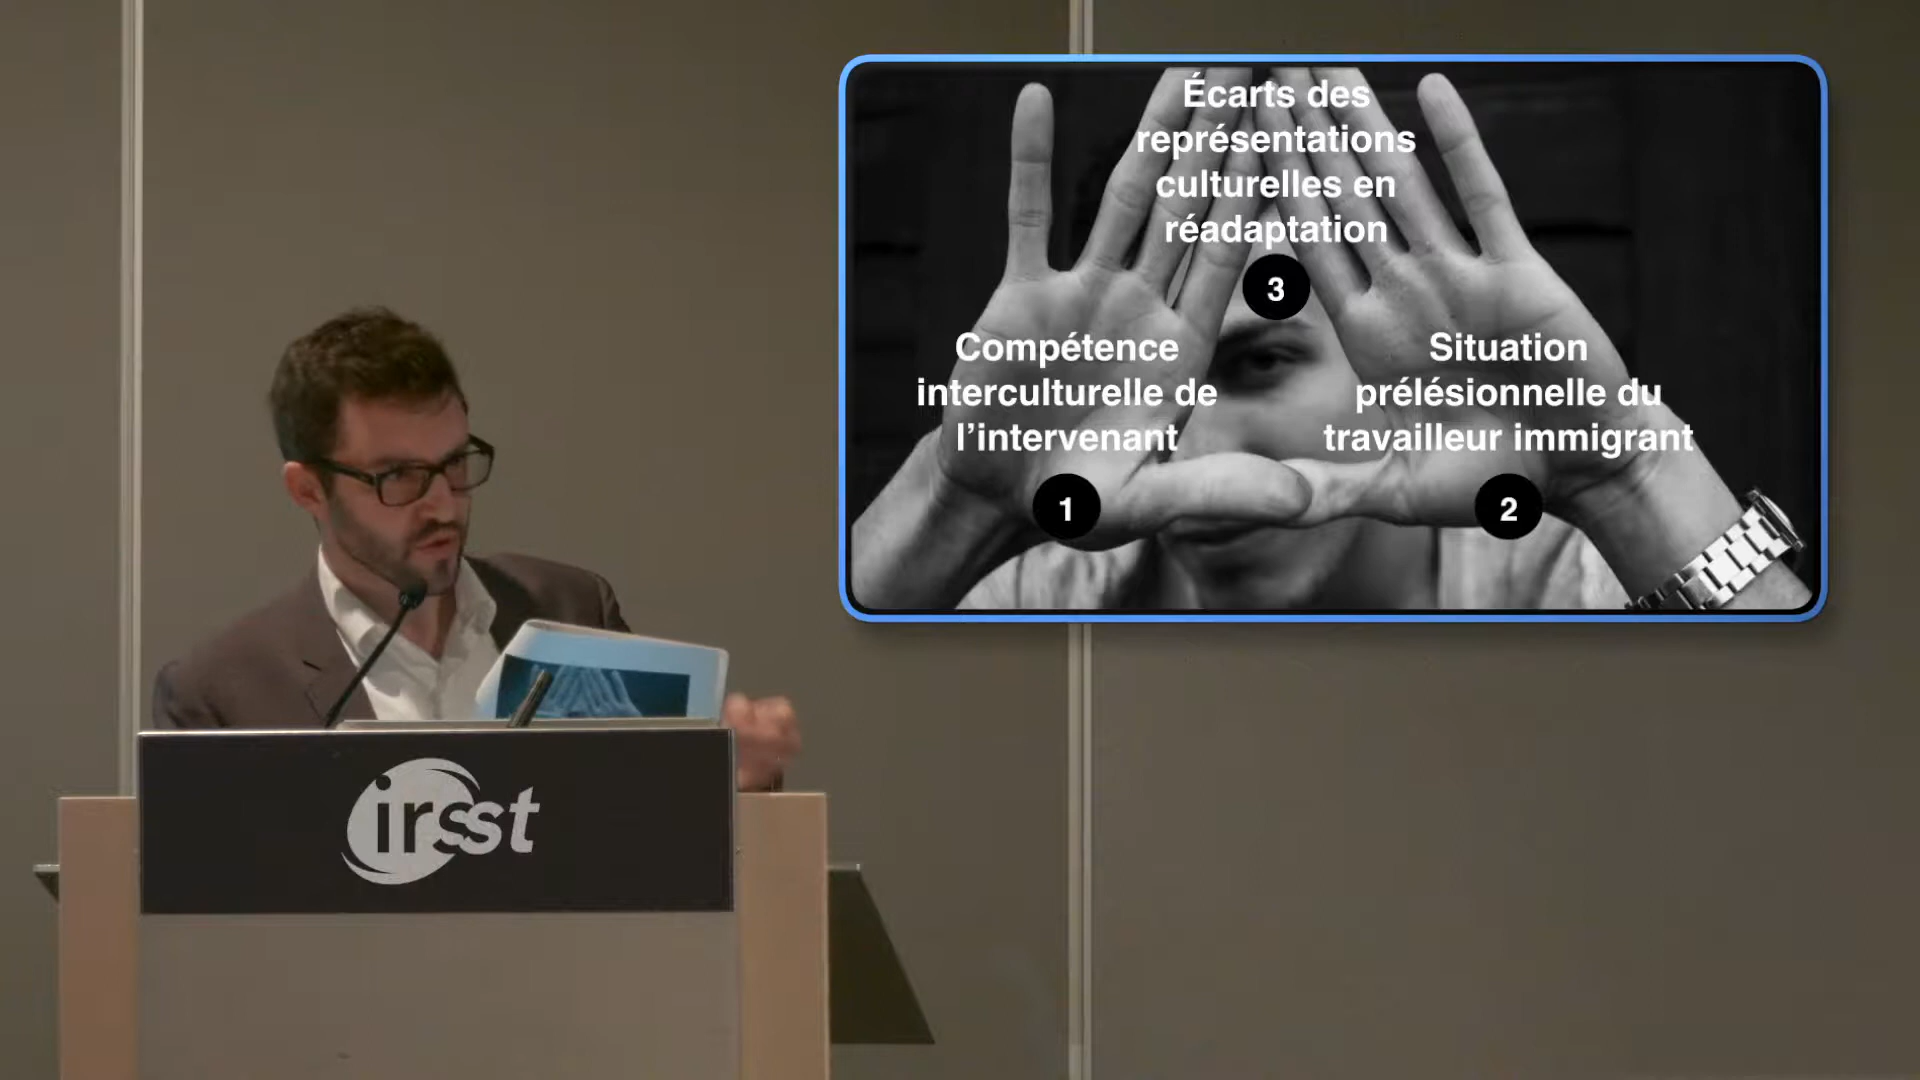 Écarts des
représentations
culturelles en
réadaptation
3
Compétence
interculturelle de
l’intervenant
1
Situation
prélésionnelle du
travailleur immigrant
2
irsst